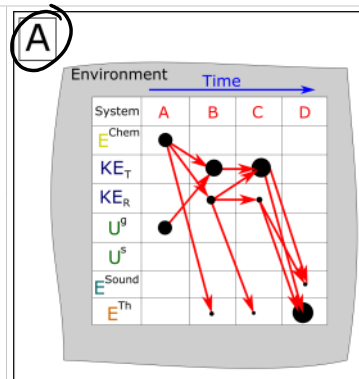 A
Environment
Time
System A B C D
E^Chem
KE_T
KE_R
U^g
U^s
E^Sound
E^Th